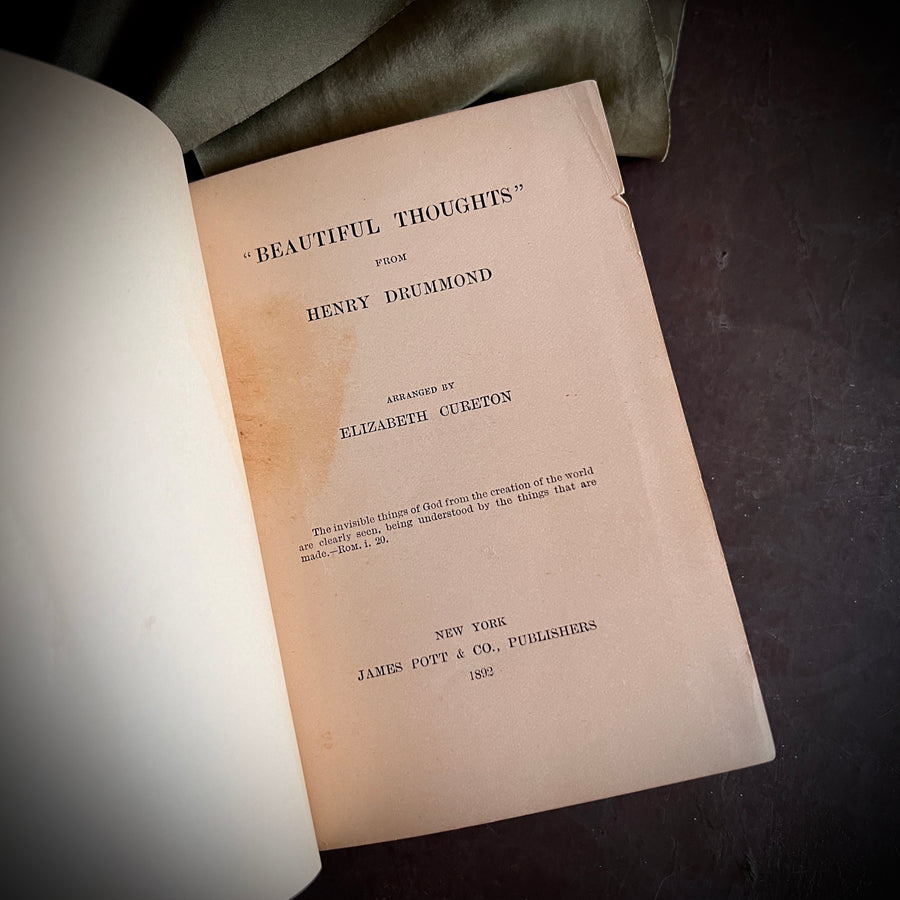 “BEAUTIFUL THOUGHTS”
FROM
HENRY DRUMMOND
ARRANGED BY
ELIZABETH CURETON
The invisible things of God from the creation of the world
are clearly seen, being understood by the things that are
made.—ROM. i. 20.
NEW YORK
JAMES POTT & CO., PUBLISHERS
1892